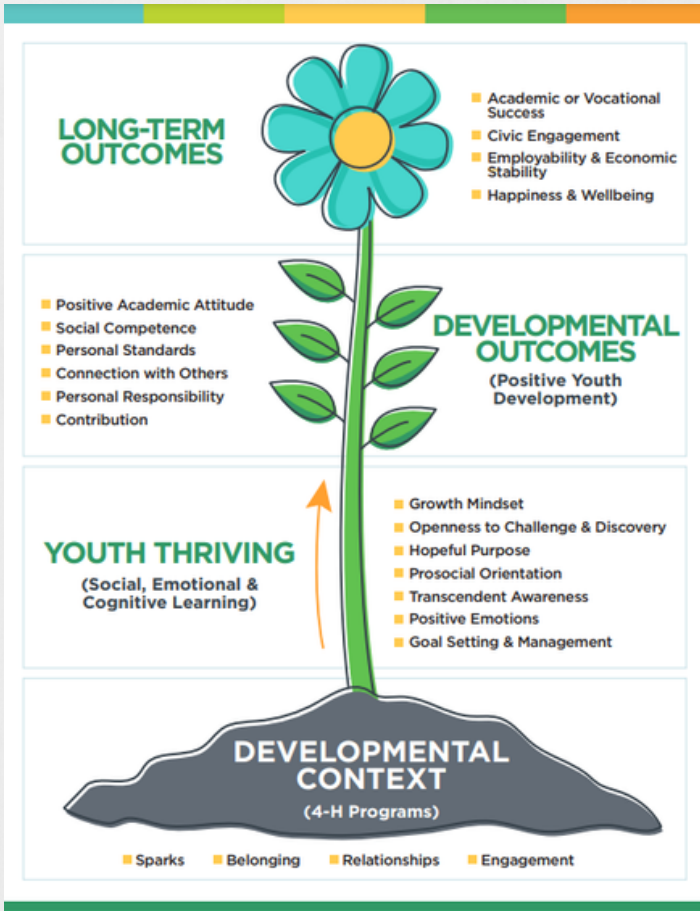 LONG-TERM
OUTCOMES
Academic or Vocational
Success
Civic Engagement
Employability & Economic
Stability
Happiness & Wellbeing
Positive Academic Attitude
Social Competence
Personal Standards
Connection with Others
Personal Responsibility
Contribution
DEVELOPMENTAL
OUTCOMES
(Positive Youth
Development)
YOUTH THRIVING
(Social, Emotional &
Cognitive Learning)
Growth Mindset
Openness to Challenge & Discovery
Hopeful Purpose
Prosocial Orientation
Transcendent Awareness
Positive Emotions
Goal Setting & Management
DEVELOPMENTAL
CONTEXT
(4-H Programs)
Sparks Belonging Relationships Engagement